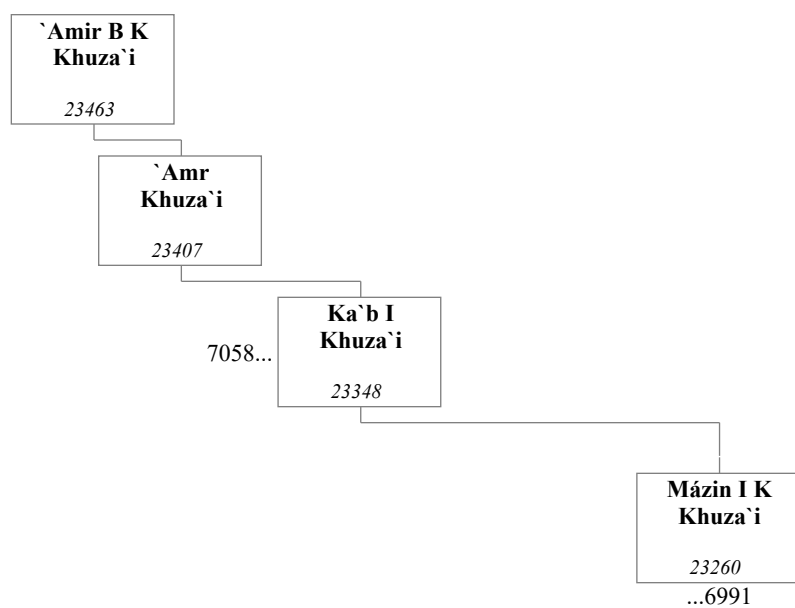 `Amir B K
Khuza`i
23463
`Amr
Khuza`i
23407
Ka`b I
Khuza`i
7058...
23348
Mázin I K
Khuza`i
23260
...6991